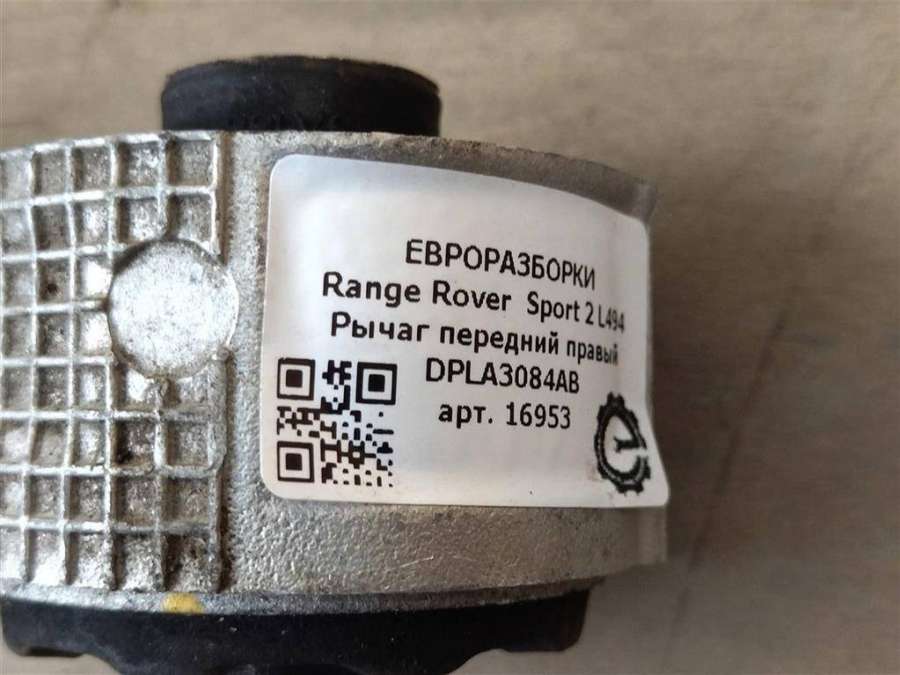 ЕВРОРАЗБОРКИ
Range Rover Sport 2 L494
Рычаг передний правый
DPLA3084AB
арт. 16953